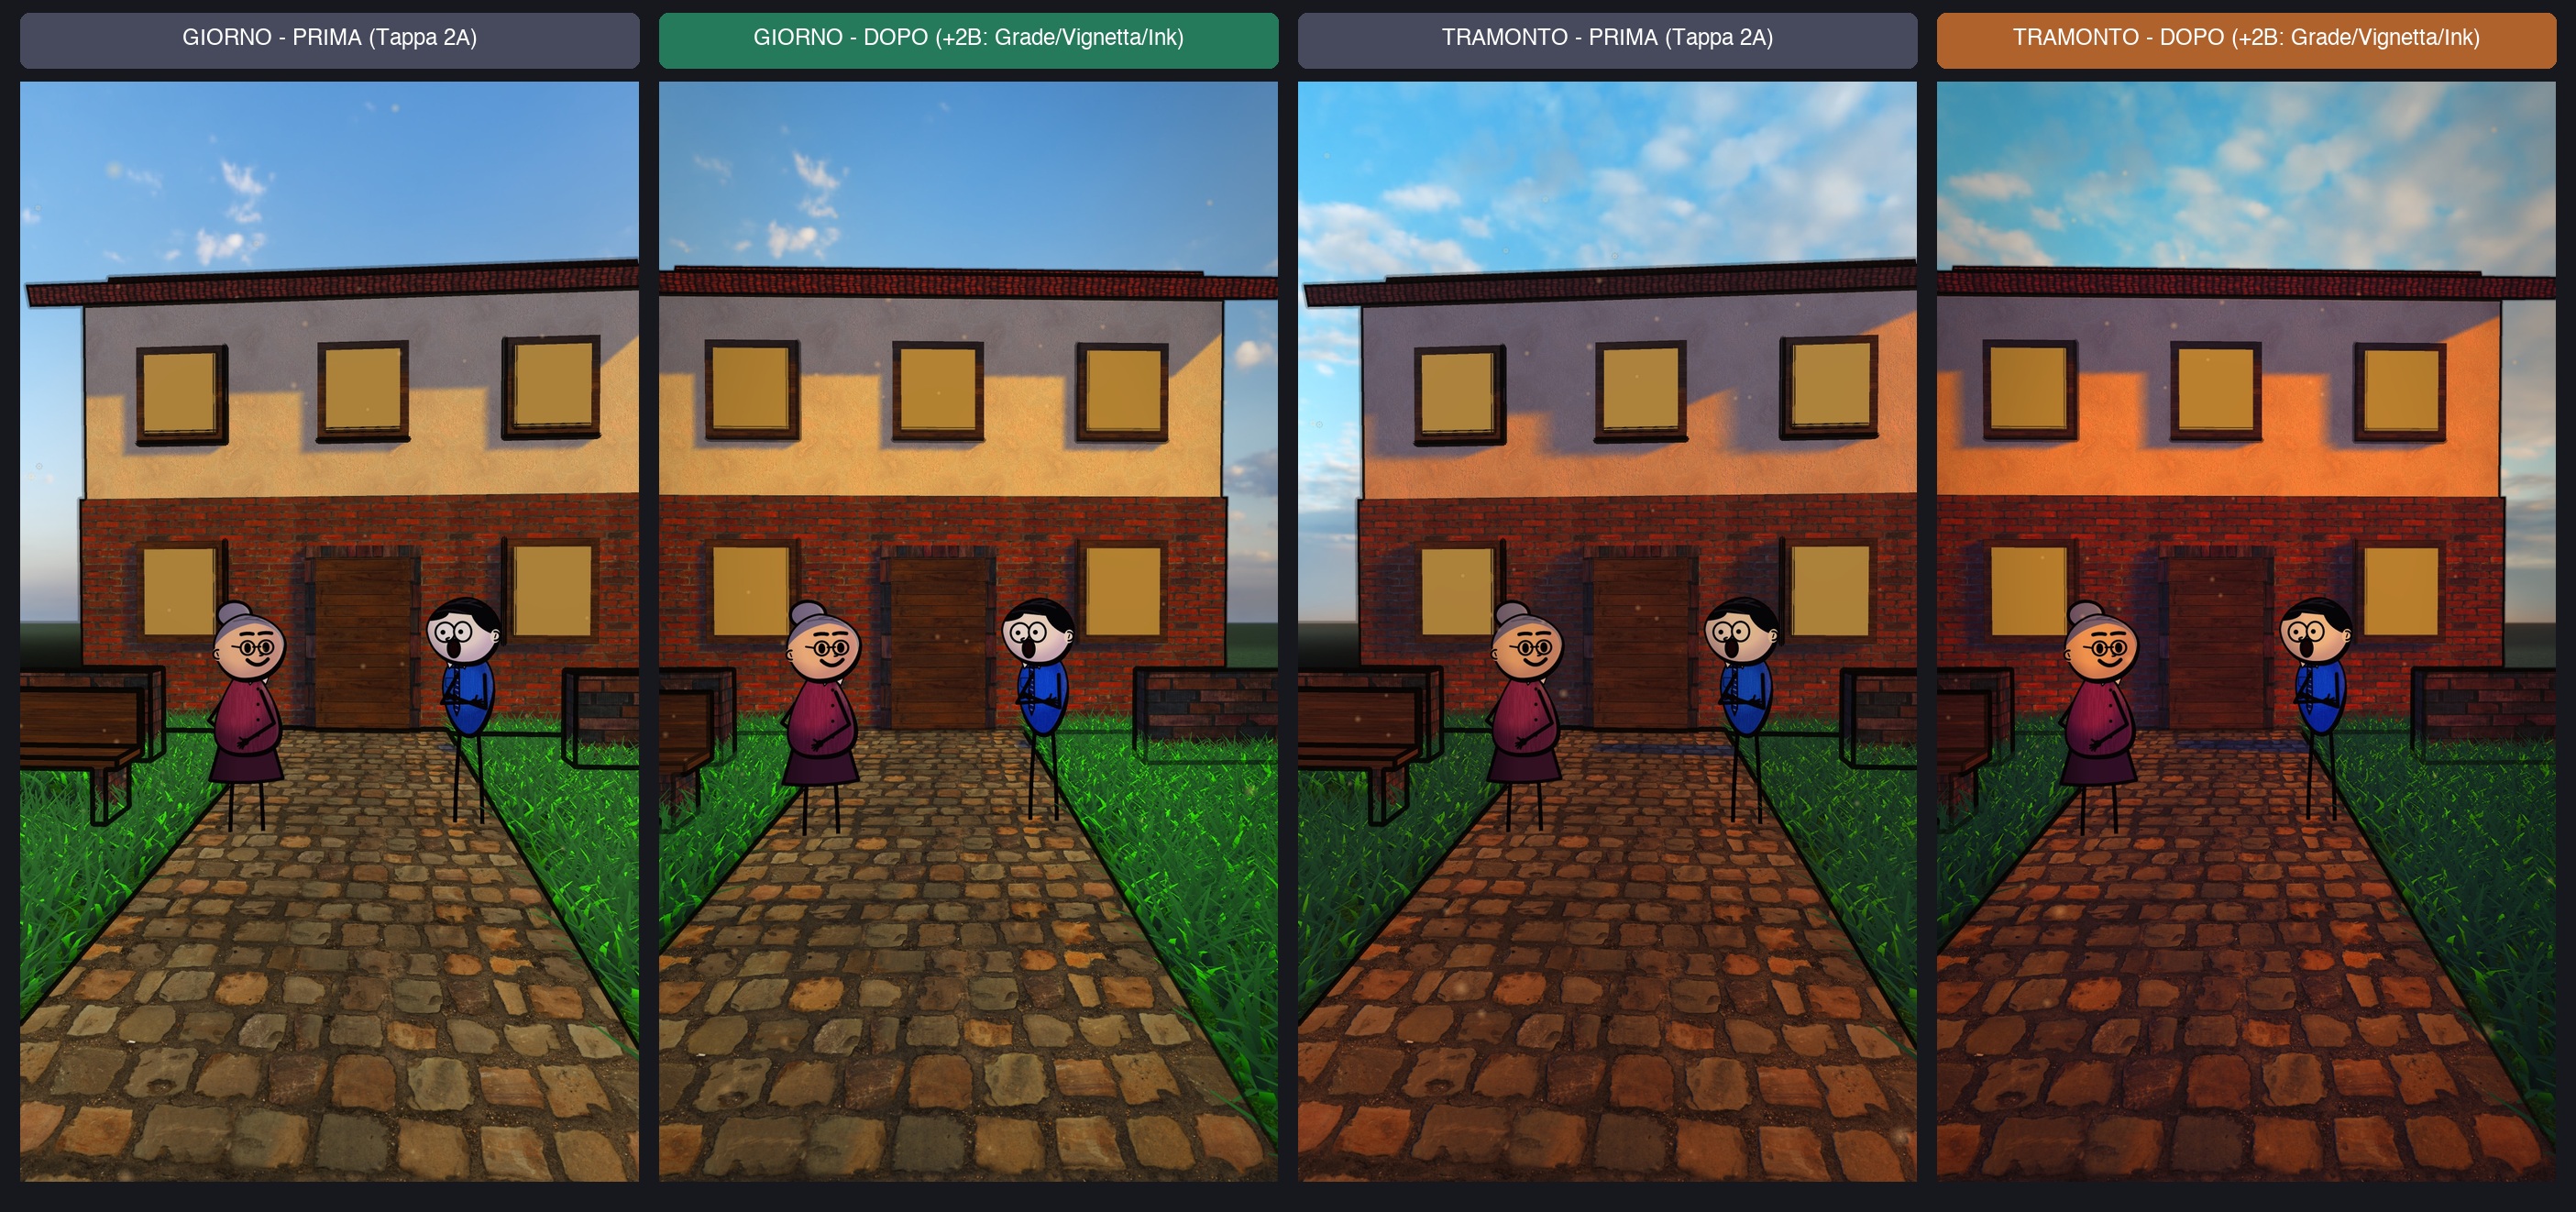 GIORNO - PRIMA (Tappa 2A)
GIORNO - DOPO (+2B: Grade/Vignetta/Ink)
TRAMONTO - PRIMA (Tappa 2A)
TRAMONTO - DOPO (+2B: Grade/Vignetta/Ink)